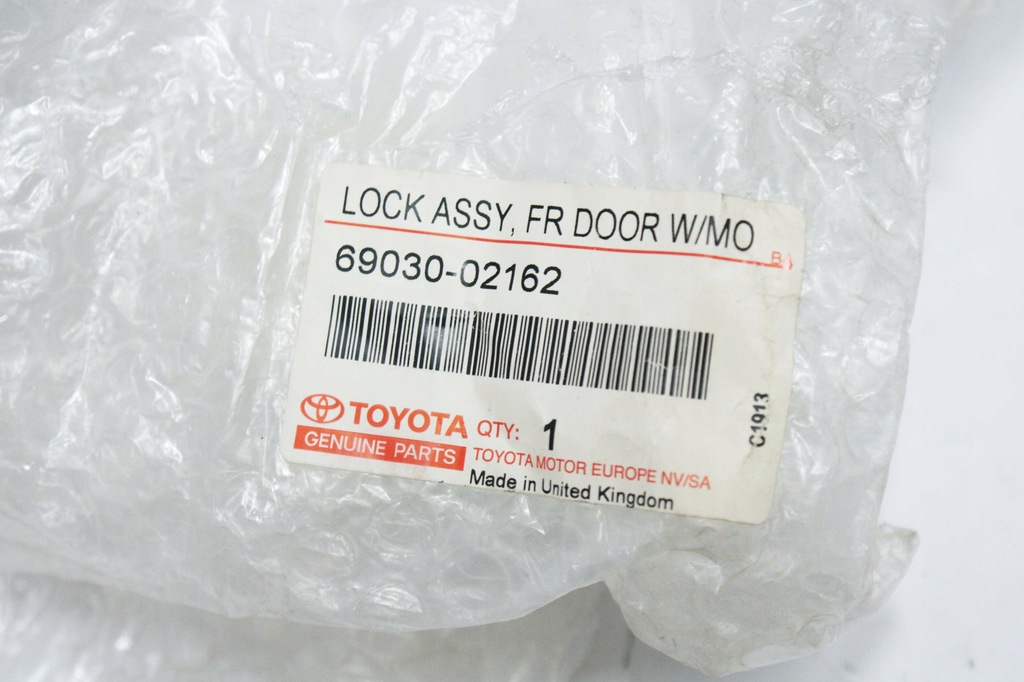 LOCK ASSY, FR DOOR W/MO
BA
69030-02162
TOYOTA
GENUINE PARTS
QTY: 1
TOYOTA MOTOR EUROPE NV/SA
Made in United Kingdom
C1913